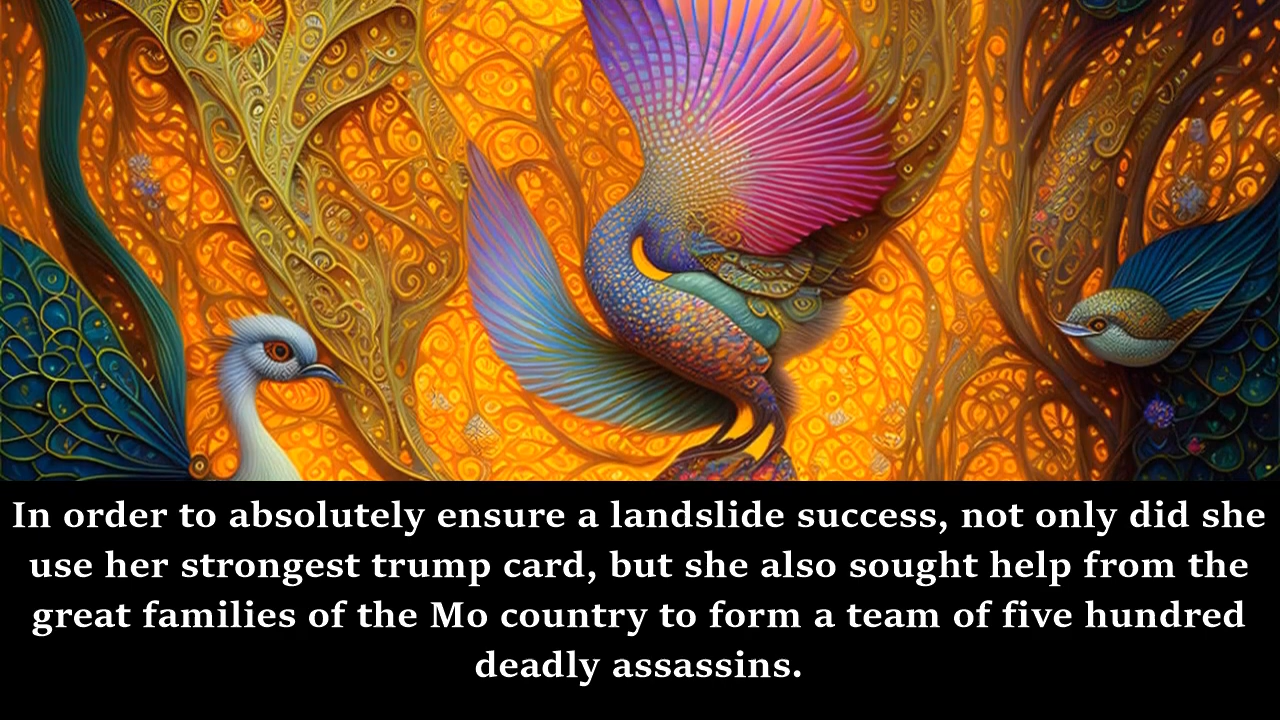 In order to absolutely ensure a landslide success, not only did she
use her strongest trump card, but she also sought help from the
great families of the Mo country to form a team of five hundred
deadly assassins.